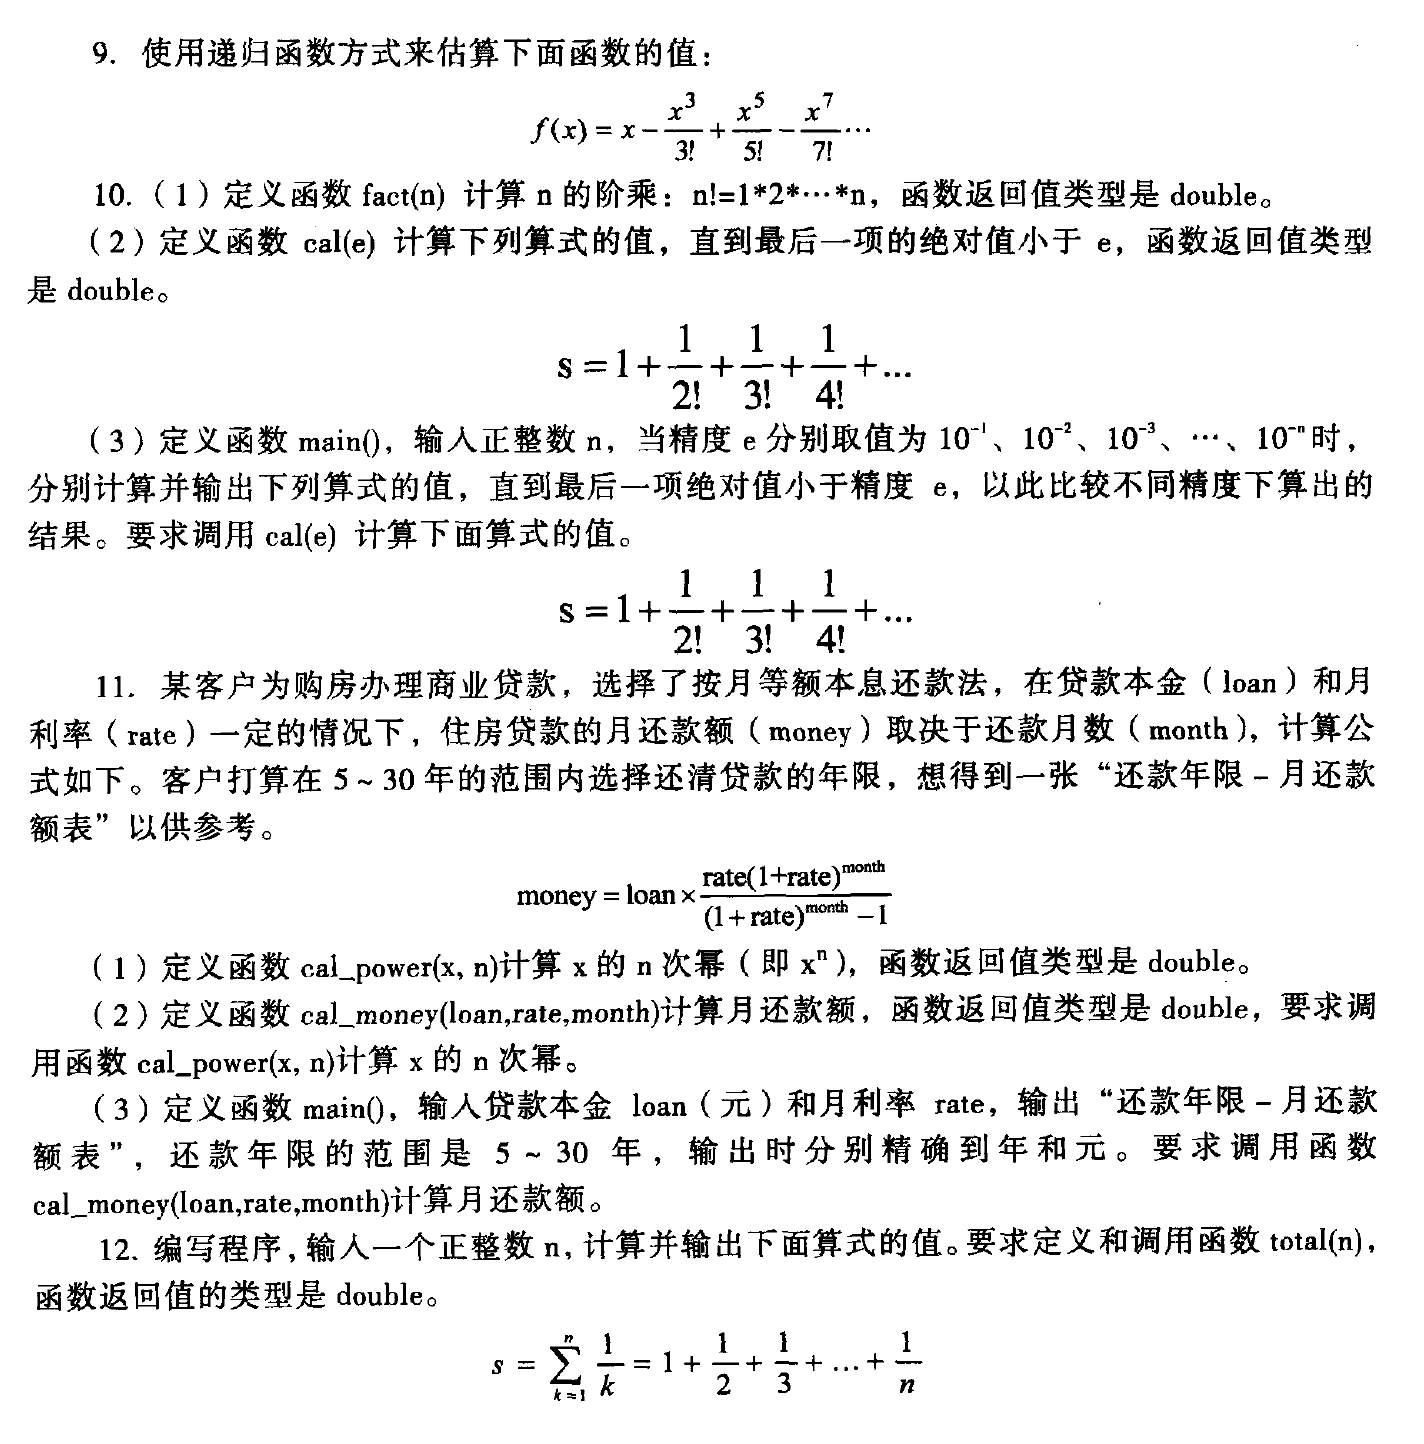 9. 使用递归函数方式来估算下面函数的值：
f(x) = x - x³/3! + x⁵/5! - x⁷/7! ⋯
10.（1）定义函数 fact(n) 计算 n 的阶乘：n!=1*2*⋯*n，函数返回值类型是 double。
（2）定义函数 cal(e) 计算下列算式的值，直到最后一项的绝对值小于 e，函数返回值类型
是 double。
s = 1 + 1/2! + 1/3! + 1/4! + ...
（3）定义函数 main()，输入正整数 n，当精度 e 分别取值为 10⁻¹、10⁻²、10⁻³、⋯、10⁻ⁿ时，
分别计算并输出下列算式的值，直到最后一项绝对值小于精度 e，以此比较不同精度下算出的
结果。要求调用 cal(e) 计算下面算式的值。
s = 1 + 1/2! + 1/3! + 1/4! + ...
11. 某客户为购房办理商业贷款，选择了按月等额本息还款法，在贷款本金（loan）和月
利率（rate）一定的情况下，住房贷款的月还款额（money）取决于还款月数（month），计算公
式如下。客户打算在 5～30 年的范围内选择还清贷款的年限，想得到一张“还款年限－月还款
额表”以供参考。
money = loan × rate(1+rate)^month / (1+rate)^month − 1
（1）定义函数 cal_power(x, n)计算 x 的 n 次幂（即 xⁿ），函数返回值类型是 double。
（2）定义函数 cal_money(loan,rate,month)计算月还款额，函数返回值类型是 double，要求调
用函数 cal_power(x, n)计算 x 的 n 次幂。
（3）定义函数 main()，输入贷款本金 loan（元）和月利率 rate，输出“还款年限－月还款
额表”，还款年限的范围是 5～30 年，输出时分别精确到年和元。要求调用函数
cal_money(loan,rate,month)计算月还款额。
12. 编写程序，输入一个正整数 n，计算并输出下面算式的值。要求定义和调用函数 total(n)，
函数返回值的类型是 double。
s = ∑ⁿₖ₌₁ 1/k = 1 + 1/2 + 1/3 + ... + 1/n